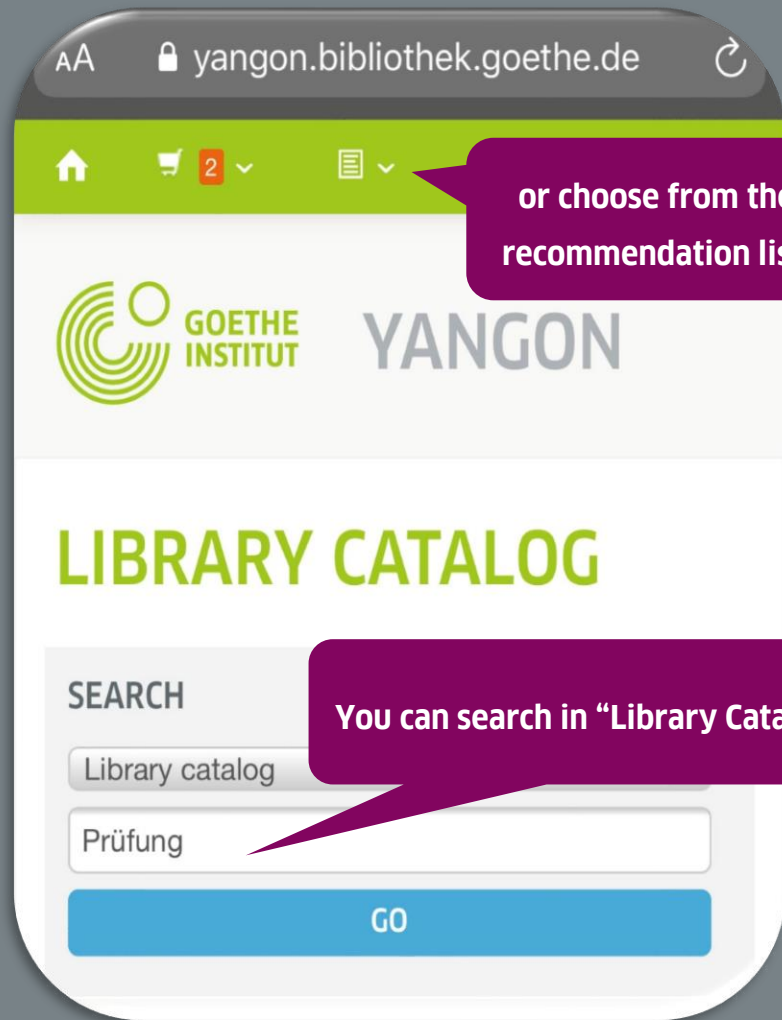 AA yangon.bibliothek.goethe.de
2
or choose from the
recommendation lis
GOETHE
INSTITUT
YANGON
LIBRARY CATALOG
SEARCH
You can search in “Library Cata
Library catalog
Prüfung
GO